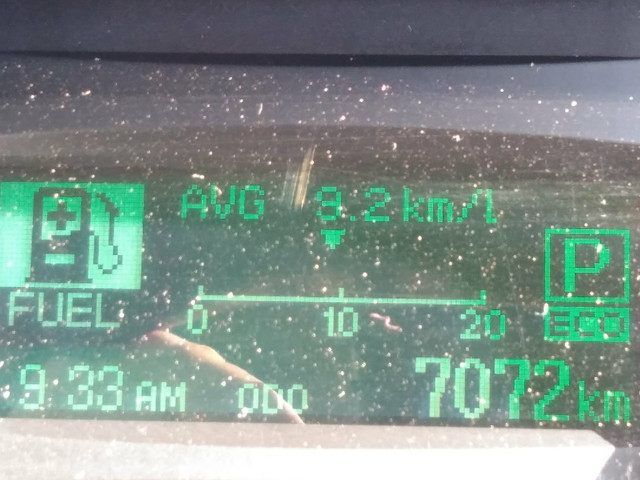 AVG 9.2 km/l
P
FUEL
0 10 20
ECO
9:33 AM ODO 7072 km